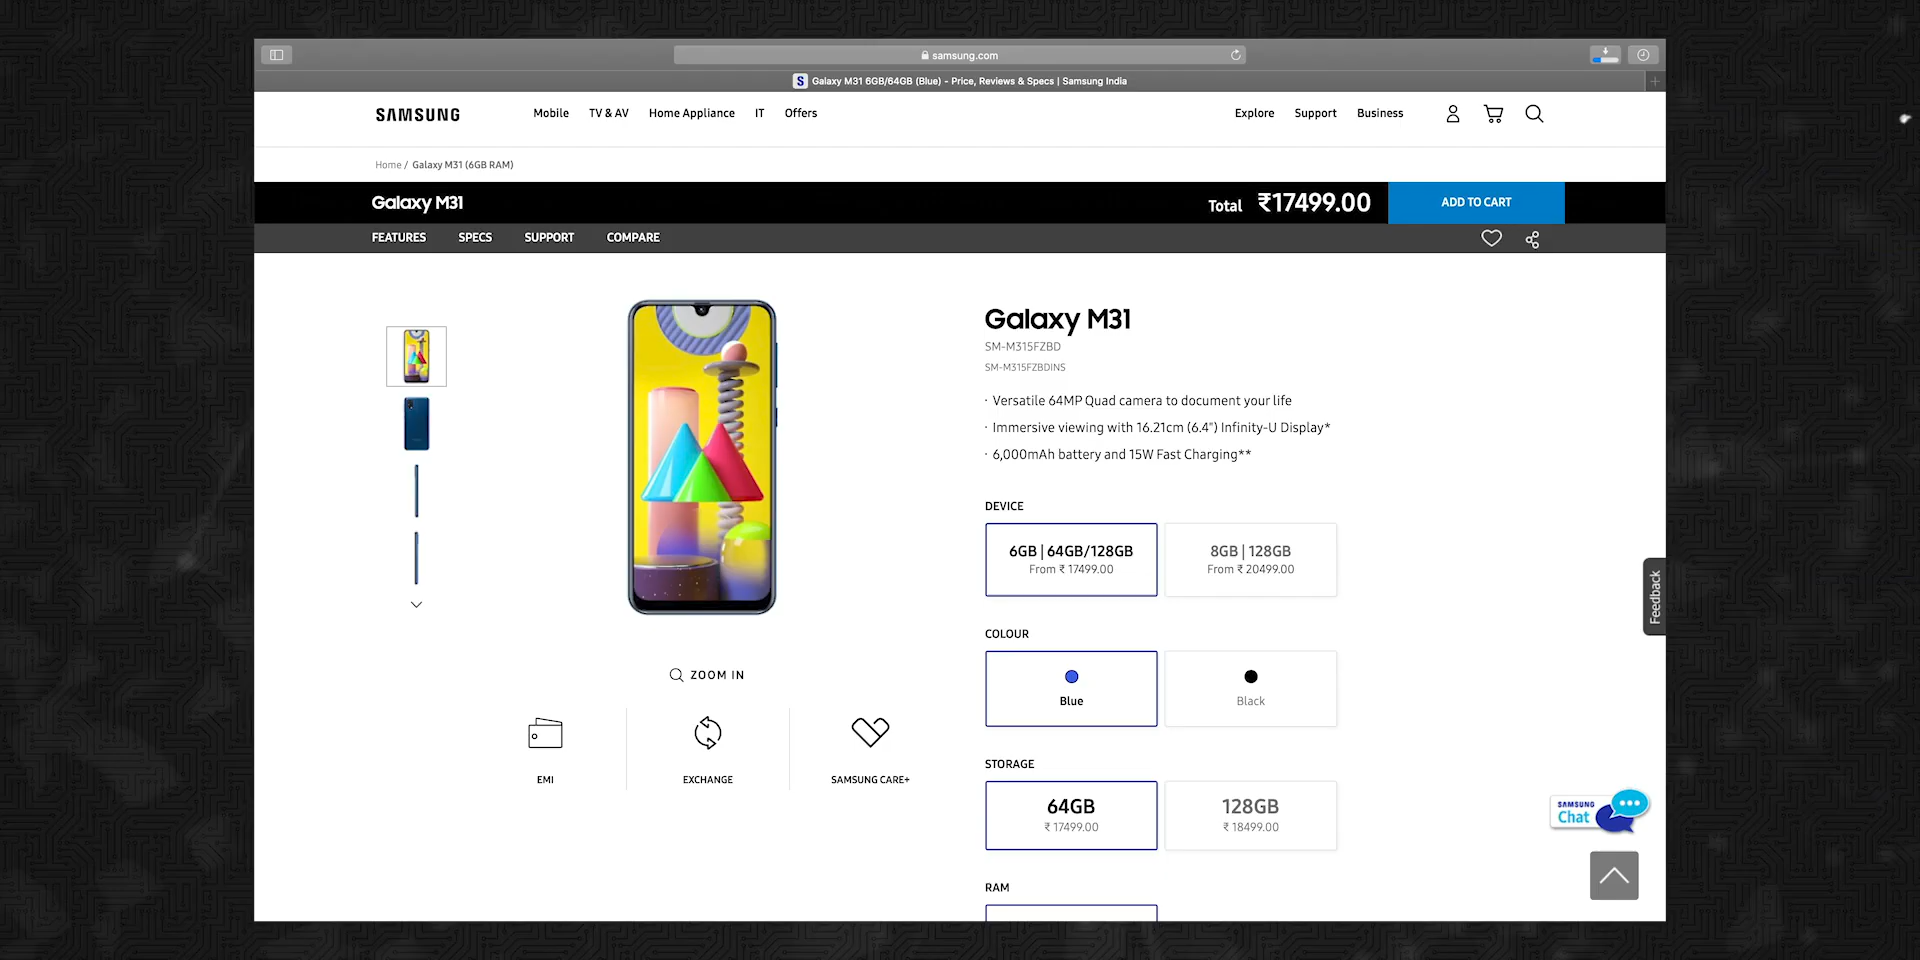 samsung.com
S Galaxy M31 6GB/64GB (Blue) - Price, Reviews & Specs | Samsung India
SAMSUNG Mobile TV & AV Home Appliance IT Offers Explore Support Business
Home / Galaxy M31 (6GB RAM)
Galaxy M31 Total ₹17499.00 ADD TO CART
FEATURES SPECS SUPPORT COMPARE
Galaxy M31
SM-M315FZBD
SM-M315FZBDINS
· Versatile 64MP Quad camera to document your life
· Immersive viewing with 16.21cm (6.4") Infinity-U Display*
· 6,000mAh battery and 15W Fast Charging**
DEVICE
6GB | 64GB/128GB 8GB | 128GB
From ₹ 17499.00 From ₹ 20499.00
Feedback
COLOUR
Blue Black
ZOOM IN
EMI EXCHANGE SAMSUNG CARE+
STORAGE
64GB 128GB
₹ 17499.00 ₹ 18499.00
SAMSUNG
Chat
RAM